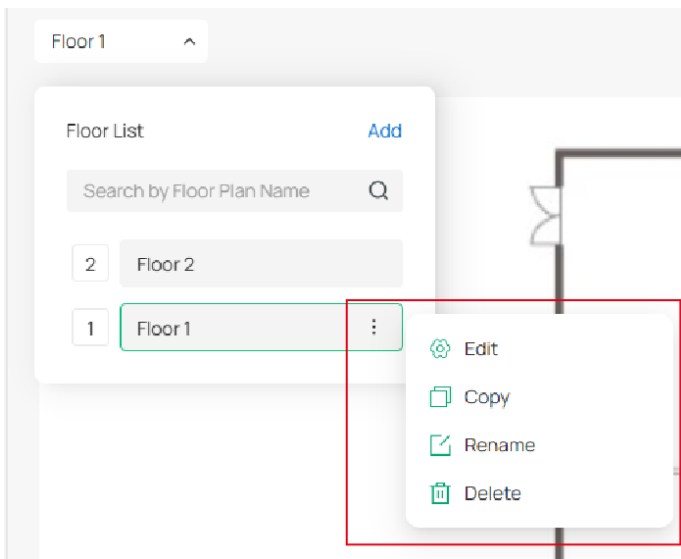 Floor 1
Floor List
Add
Search by Floor Plan Name
2
Floor 2
1
Floor 1
Edit
Copy
Rename
Delete